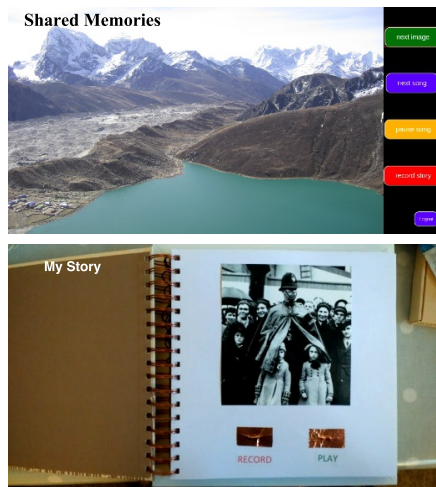 Shared Memories
next image
next song
pause song
record story
My Story
RECORD
PLAY